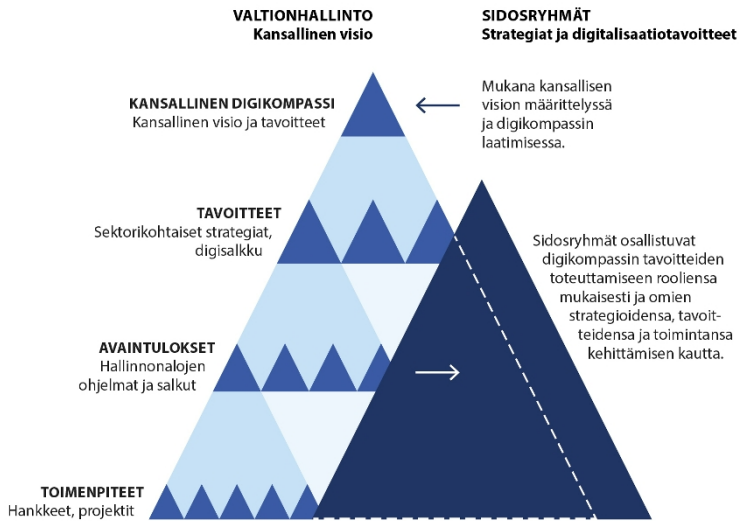 VALTIONHALLINTO
Kansallinen visio
SIDOSRYHMÄT
Strategiat ja digitalisaatiotavoitteet
KANSALLINEN DIGIKOMPASSI
Kansallinen visio ja tavoitteet
Mukana kansallisen
vision määrittelyssä
ja digikompassin
laatimisessa.
TAVOITTEET
Sektorikohtaiset strategiat,
digisalkku
Sidosryhmät osallistuvat
digikompassin tavoitteiden
toteuttamiseen rooliensa
mukaisesti ja omien
strategioidensa, tavoit-
teidensa ja toimintansa
kehittämisen kautta.
AVAINTULOKSET
Hallinnonalojen
ohjelmat ja salkut
TOIMENPITEET
Hankkeet, projektit